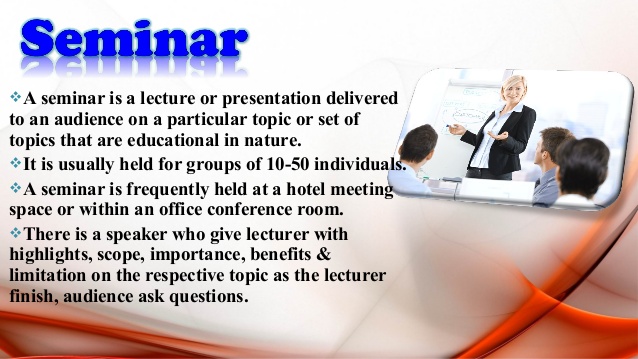 Seminar
❖A seminar is a lecture or presentation delivered
to an audience on a particular topic or set of
topics that are educational in nature.
❖It is usually held for groups of 10-50 individuals.
❖A seminar is frequently held at a hotel meeting
space or within an office conference room.
❖There is a speaker who give lecturer with
highlights, scope, importance, benefits &
limitation on the respective topic as the lecturer
finish, audience ask questions.